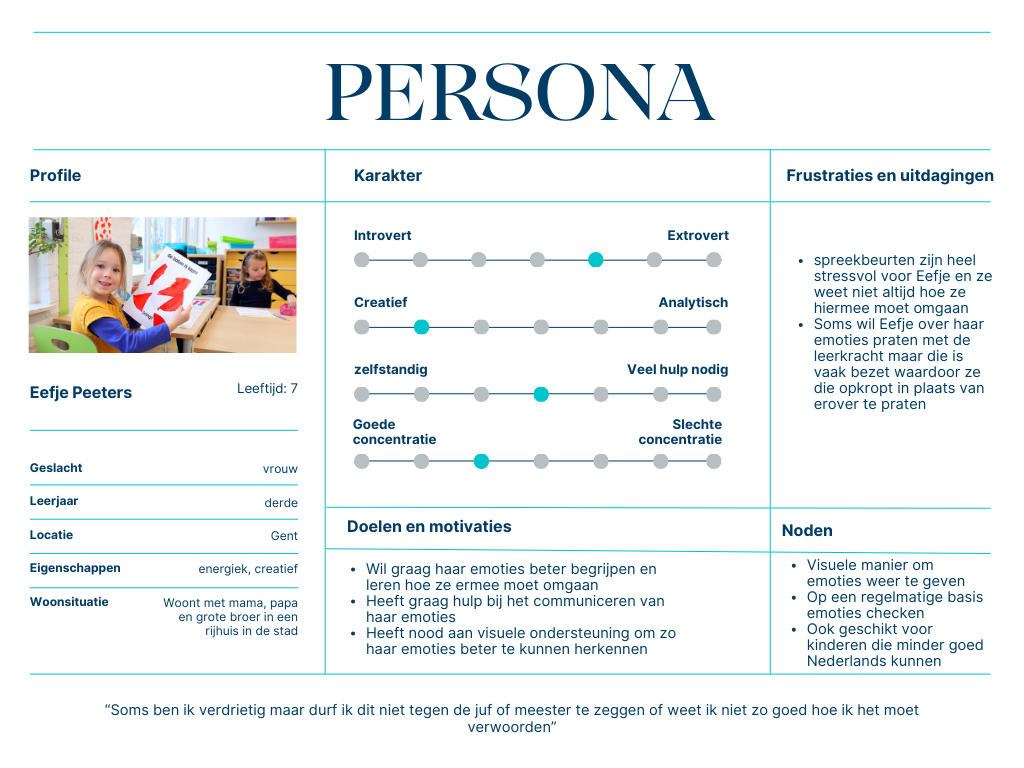 PERSONA
Profile
Karakter
Frustraties en uitdagingen
Eefje Peeters
Leeftijd: 7
Geslacht
vrouw
Leerjaar
derde
Locatie
Gent
Eigenschappen
energiek, creatief
Woonsituatie
Woont met mama, papa
en grote broer in een
rijhuis in de stad
Introvert
Extrovert
Creatief
Analytisch
zelfstandig
Veel hulp nodig
Goede
concentratie
Slechte
concentratie
• spreekbeurten zijn heel
stressvol voor Eefje en ze
weet niet altijd hoe ze
hiermee moet omgaan
• Soms wil Eefje over haar
emoties praten met de
leerkracht maar die is
vaak bezet waardoor ze
die opkropt in plaats van
erover te praten
Doelen en motivaties
• Wil graag haar emoties beter begrijpen en
leren hoe ze ermee moet omgaan
• Heeft graag hulp bij het communiceren van
haar emoties
• Heeft nood aan visuele ondersteuning om zo
haar emoties beter te kunnen herkennen
Noden
• Visuele manier om
emoties weer te geven
• Op een regelmatige basis
emoties checken
• Ook geschikt voor
kinderen die minder goed
Nederlands kunnen
“Soms ben ik verdrietig maar durf ik dit niet tegen de juf of meester te zeggen of weet ik niet zo goed hoe ik het moet
verwoorden”